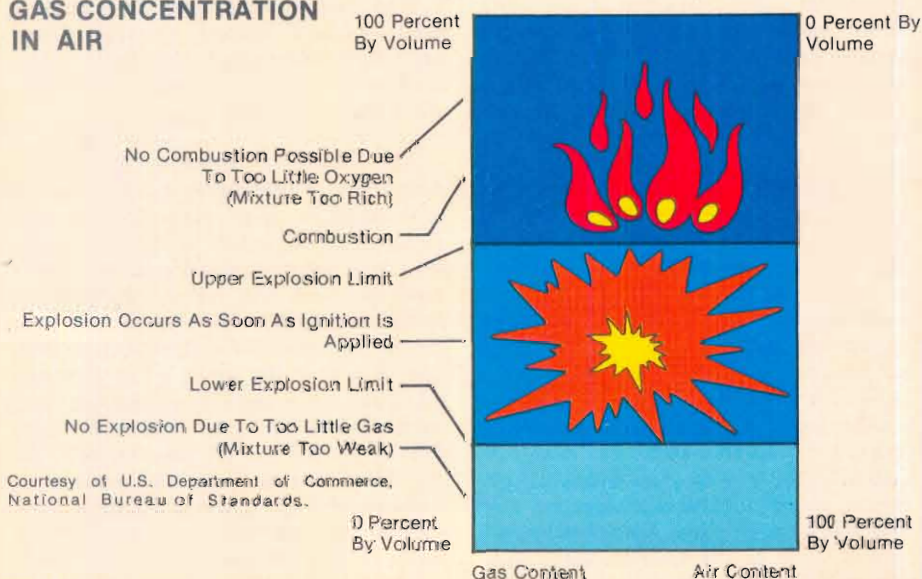 GAS CONCENTRATION
IN AIR
100 Percent
By Volume
0 Percent By
Volume
No Combustion Possible Due
To Too Little Oxygen
(Mixture Too Rich)
Combustion
Upper Explosion Limit
Explosion Occurs As Soon As Ignition Is
Applied
Lower Explosion Limit
No Explosion Due To Too Little Gas
(Mixture Too Weak)
Courtesy of U.S. Department of Commerce,
National Bureau of Standards.
0 Percent
By Volume
100 Percent
By Volume
Gas Content
Air Content